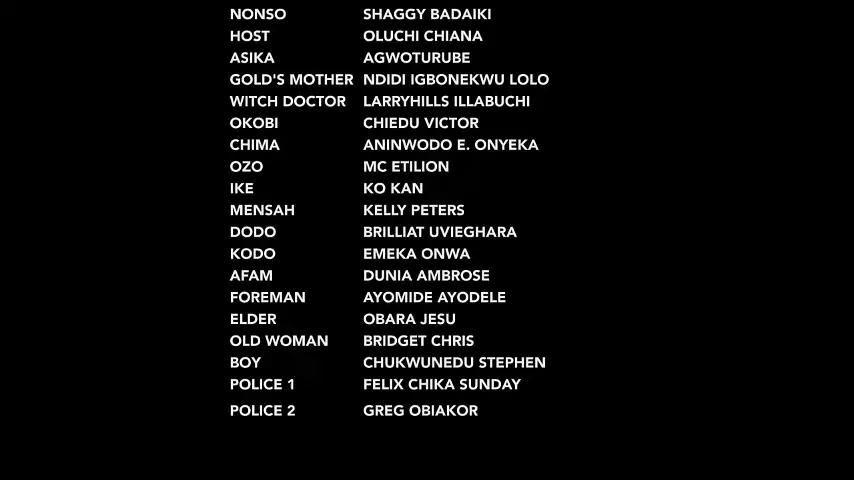 NONSO SHAGGY BADAIKI
HOST OLUCHI CHIANA
ASIKA AGWOTURUBE
GOLD'S MOTHER NDIDI IGBONEKWU LOLO
WITCH DOCTOR LARRYHILLS ILLABUCHI
OKOBI CHIEDU VICTOR
CHIMA ANINWODO E. ONYEKA
OZO MC ETILION
IKE KO KAN
MENSAH KELLY PETERS
DODO BRILLIAT UVIEGHARA
KODO EMEKA ONWA
AFAM DUNIA AMBROSE
FOREMAN AYOMIDE AYODELE
ELDER OBARA JESU
OLD WOMAN BRIDGET CHRIS
BOY CHUKWUNEDU STEPHEN
POLICE 1 FELIX CHIKA SUNDAY
POLICE 2 GREG OBIAKOR